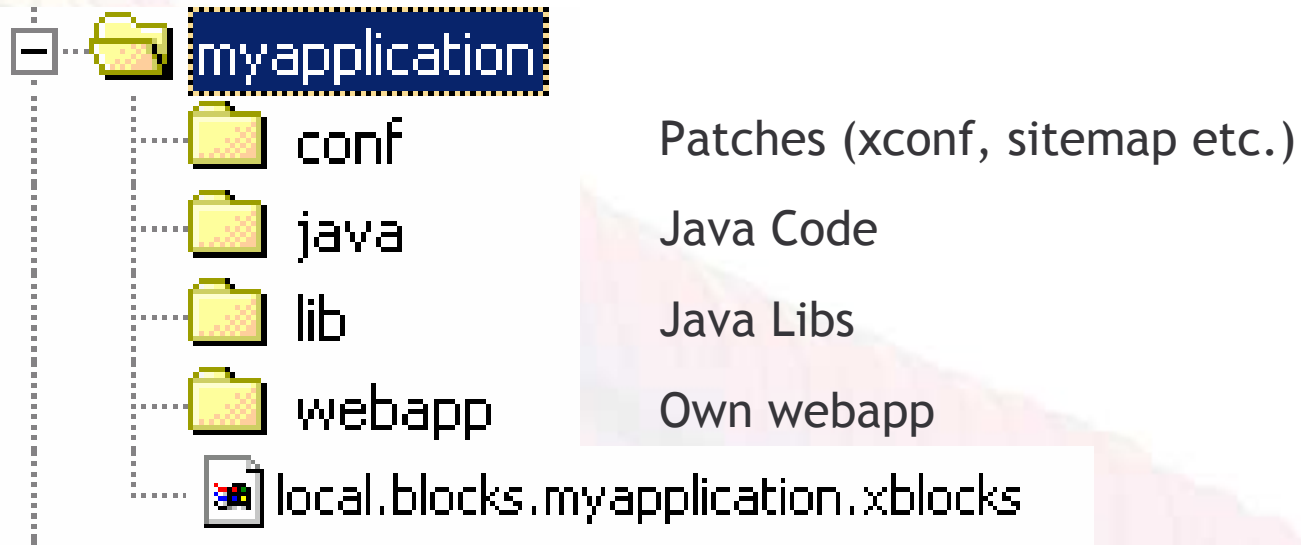 myapplication
conf Patches (xconf, sitemap etc.)
java Java Code
lib Java Libs
webapp Own webapp
local.blocks.myapplication.xblocks